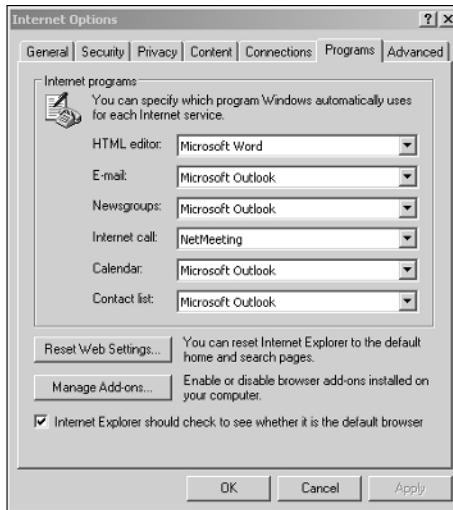 Internet Options
General Security Privacy Content Connections Programs Advanced
Internet programs
You can specify which program Windows automatically uses
for each Internet service.
HTML editor: Microsoft Word
E-mail: Microsoft Outlook
Newsgroups: Microsoft Outlook
Internet call: NetMeeting
Calendar: Microsoft Outlook
Contact list: Microsoft Outlook
Reset Web Settings... You can reset Internet Explorer to the default
home and search pages.
Manage Add-ons... Enable or disable browser add-ons installed on
your computer.
Internet Explorer should check to see whether it is the default browser
OK Cancel Apply